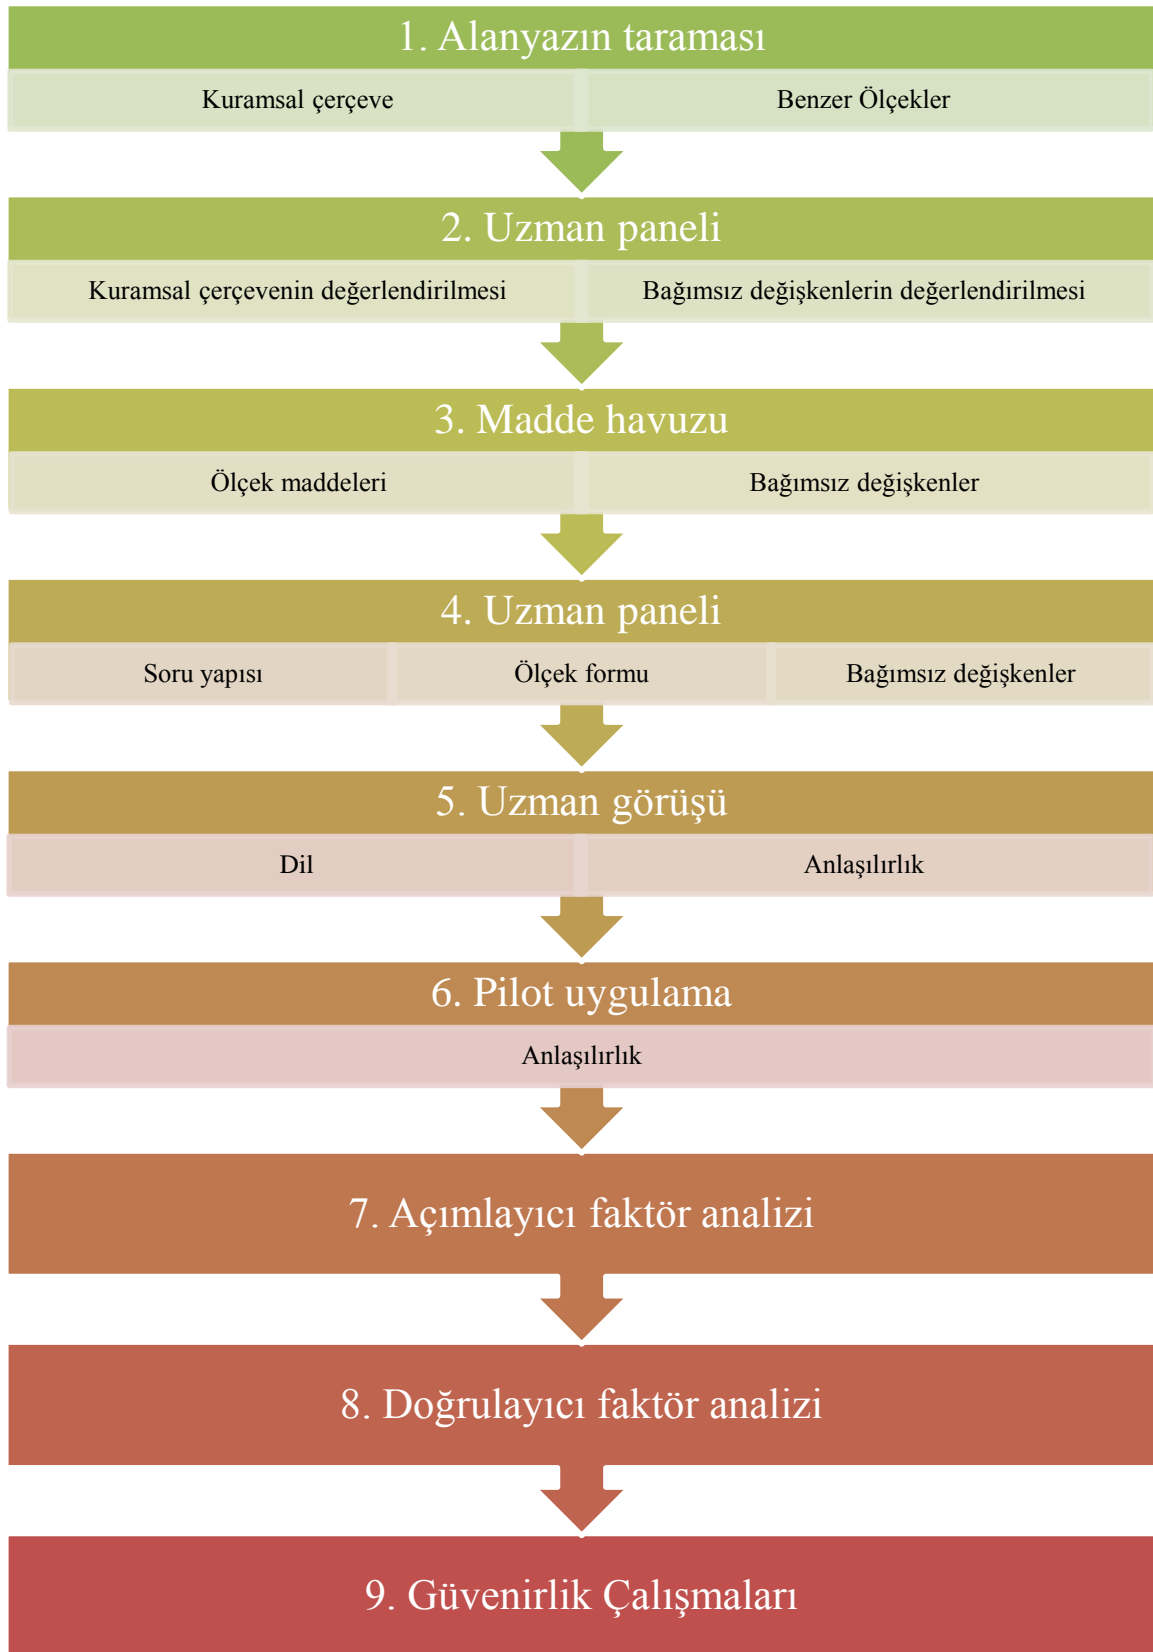 1. Alanyazın taraması
Kuramsal çerçeve
Benzer Ölçekler
2. Uzman paneli
Kuramsal çerçevenin değerlendirilmesi
Bağımsız değişkenlerin değerlendirilmesi
3. Madde havuzu
Ölçek maddeleri
Bağımsız değişkenler
4. Uzman paneli
Soru yapısı
Ölçek formu
Bağımsız değişkenler
5. Uzman görüşü
Dil
Anlaşılırlık
6. Pilot uygulama
Anlaşılırlık
7. Açımlayıcı faktör analizi
8. Doğrulayıcı faktör analizi
9. Güvenirlik Çalışmaları